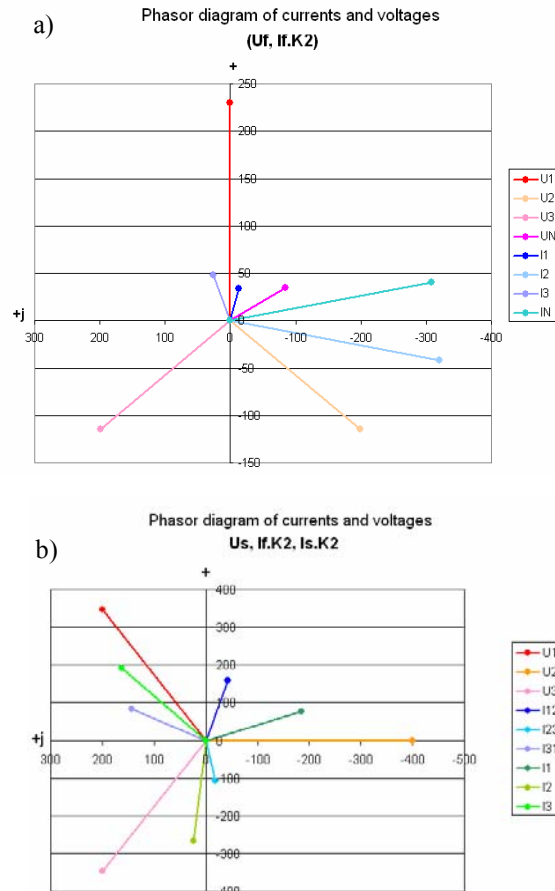 a)
Phasor diagram of currents and voltages
(Uf, If.K2)
+
250
200
150
100
50
0
-50
-100
-150
+j
300 200 100 0 -100 -200 -300 -400
U1
U2
U3
UN
I1
I2
I3
IN
b)
Phasor diagram of currents and voltages
Us, If.K2, Is.K2
+
400
300
200
100
0
-100
-200
-300
-400
+j
300 200 100 0 -100 -200 -300 -400 -500
U1
U2
U3
I12
I23
I31
I1
I2
I3